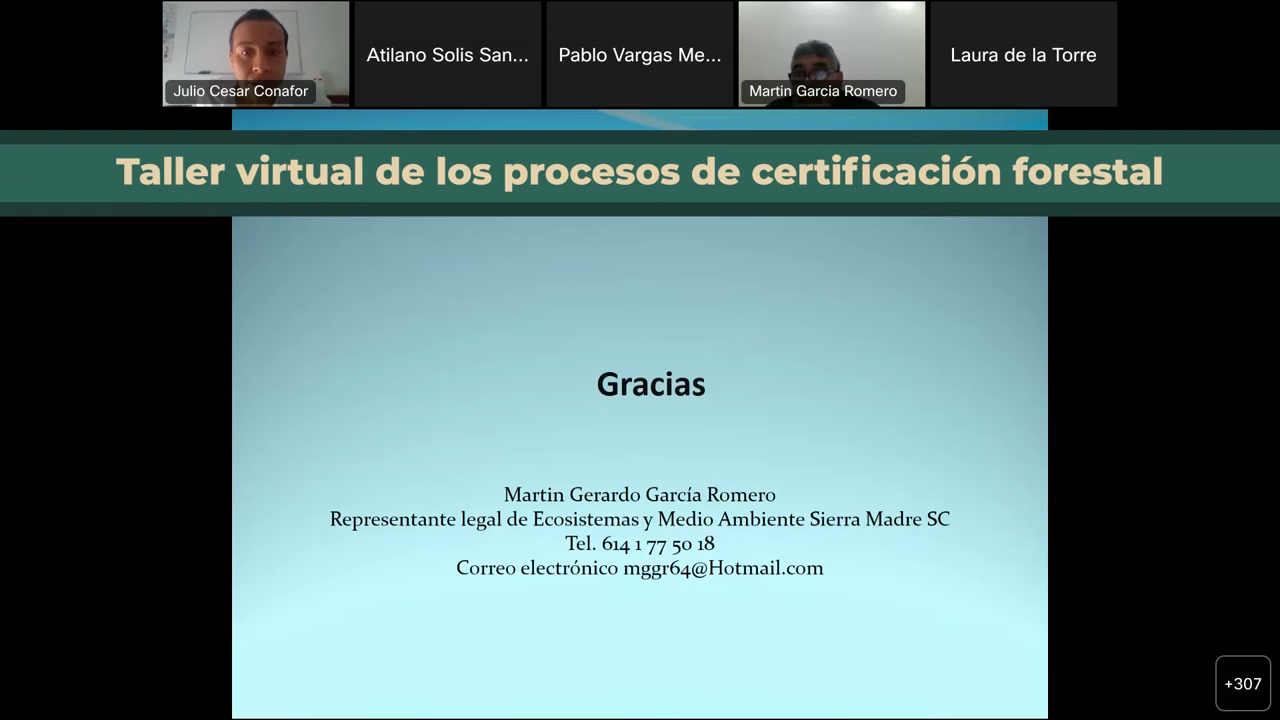 Julio Cesar Conafor
Atilano Solis San...
Pablo Vargas Me...
Martin Garcia Romero
Laura de la Torre
Taller virtual de los procesos de certificación forestal
Gracias
Martin Gerardo García Romero
Representante legal de Ecosistemas y Medio Ambiente Sierra Madre SC
Tel. 614 1 77 50 18
Correo electrónico mggr64@Hotmail.com
+307